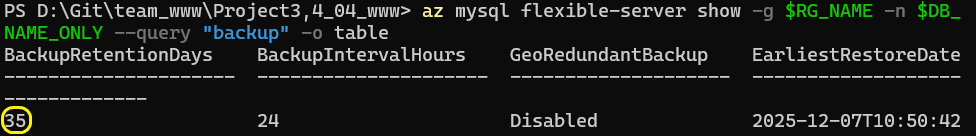 PS D:\Git\team_www\Project3,4_04_www> az mysql flexible-server show -g $RG_NAME -n $DB_
NAME_ONLY --query "backup" -o table
BackupRetentionDays    BackupIntervalHours    GeoRedundantBackup    EarliestRestoreDate
---------------------  ---------------------  --------------------  -------------------
-------------
35                     24                     Disabled              2025-12-07T10:50:42